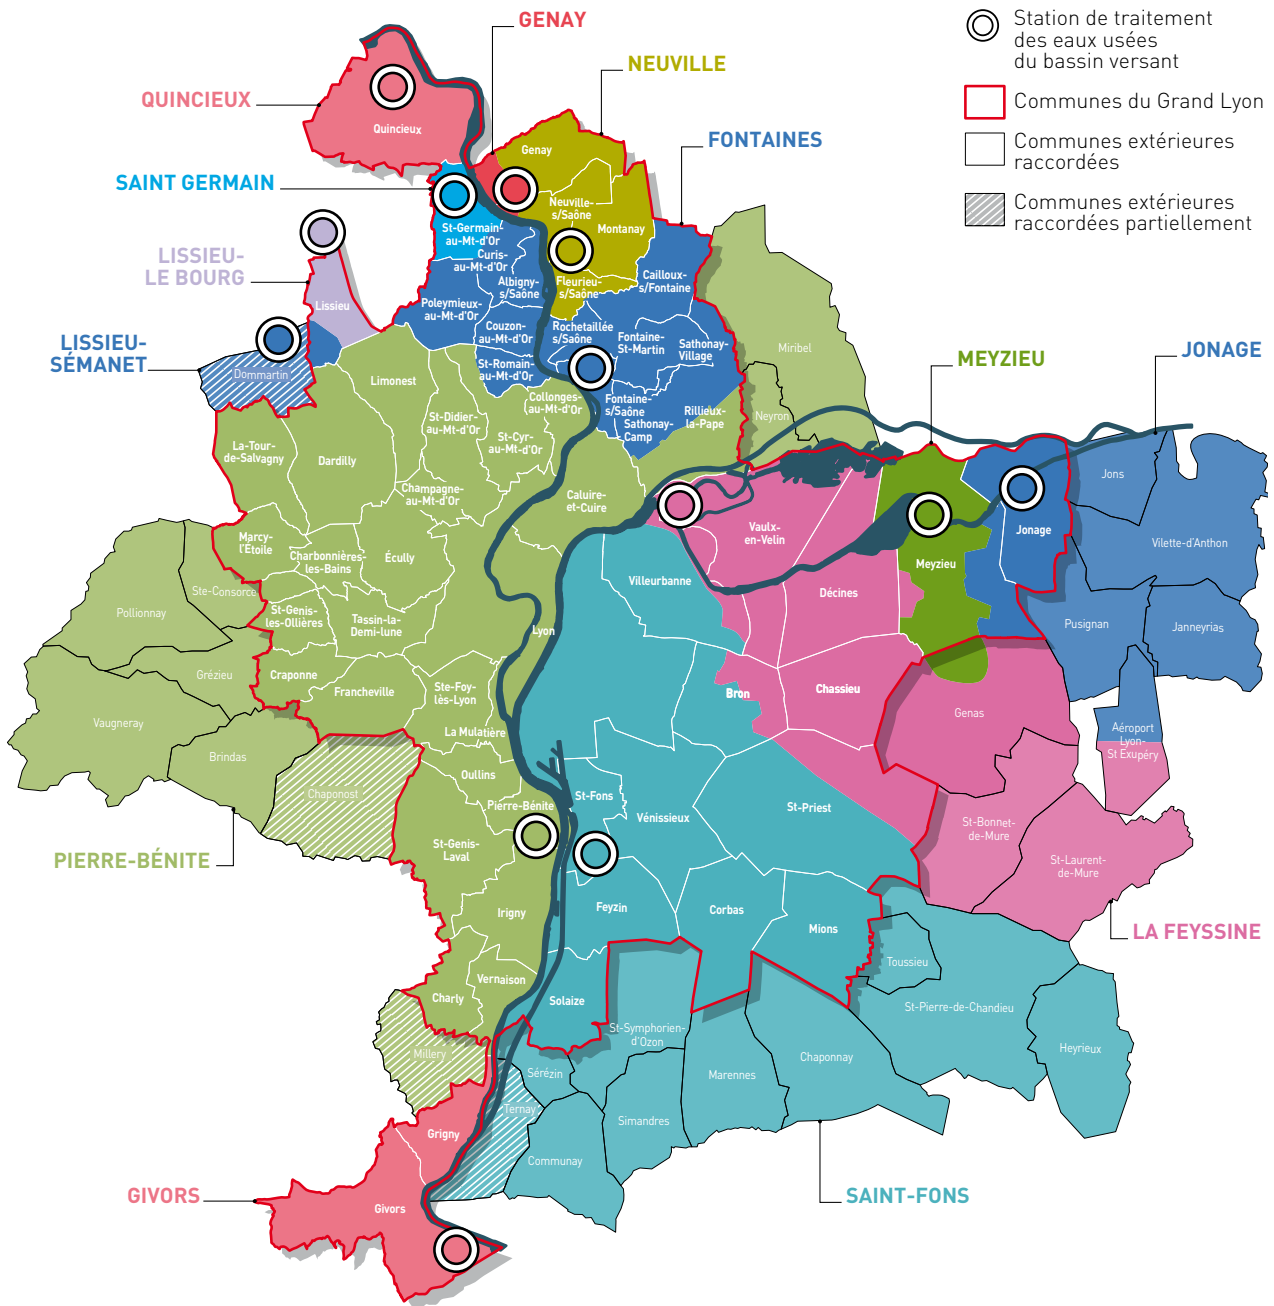 GENAY
NEUVILLE
QUINCIEUX
FONTAINES
SAINT GERMAIN
LISSIEU-
LE BOURG
LISSIEU-
SÉMANET
MEYZIEU
JONAGE
PIERRE-BÉNITE
LA FEYSSINE
GIVORS
SAINT-FONS
Station de traitement
des eaux usées
du bassin versant
Communes du Grand Lyon
Communes extérieures
raccordées
Communes extérieures
raccordées partiellement
Quincieux
Genay
Neuville-
s/Saône
Montanay
St-Germain-
au-Mt-d'Or
Curis-
au-Mt-d'Or
Albigny-
s/Saône
Fleurieu-
s/Saône
Cailloux-
s/Fontaine
Lissieu
Poleymieux-
au-Mt-d'Or
Couzon-
au-Mt-d'Or
Rochetaillée
s/Saône
Fontaine-
St-Martin
Sathonay-
Village
Miribel
Dommartin
Limonest
St-Romain-
au-Mt-d'Or
Collonges-
au-Mt-d'Or
Fontaine-
s/Saône
Sathonay-
Camp
Rillieux-
la-Pape
Neyron
La-Tour-
de-Salvagny
Dardilly
St-Didier-
au-Mt-d'Or
St-Cyr-
au-Mt-d'Or
Champagne-
au-Mt-d'Or
Caluire-
et-Cuire
Vaulx-
en-Velin
Jons
Jonage
Vilette-d'Anthon
Marcy-
l'Étoile
Charbonnières-
les-Bains
Écully
Villeurbanne
Décines
Meyzieu
Pusignan
Janneyrias
Pollionnay
Ste-Consorce
St-Genis-
les-Ollières
Tassin-la-
Demi-lune
Lyon
Grézieu
Craponne
Francheville
Ste-Foy-
lès-Lyon
Bron
Chassieu
Genas
Vaugneray
Brindas
La Mulatière
Aéroport
Lyon-
St Exupéry
Chaponost
Oullins
Pierre-Bénite
St-Fons
Vénissieux
St-Priest
St-Bonnet-
de-Mure
St-Laurent-
de-Mure
St-Genis-
Laval
Irigny
Feyzin
Corbas
Mions
Toussieu
Vernaison
Charly
Solaize
St-Symphorien-
d'Ozon
St-Pierre-de-Chandieu
Heyrieux
Millery
Sérézin
Marennes
Chaponnay
Ternay
Simandres
Grigny
Communay
Givors